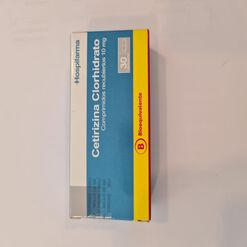 Hospifarma
Cetirizina Clorhidrato
Comprimidos recubiertos 10 mg
30
B Bioequivalente